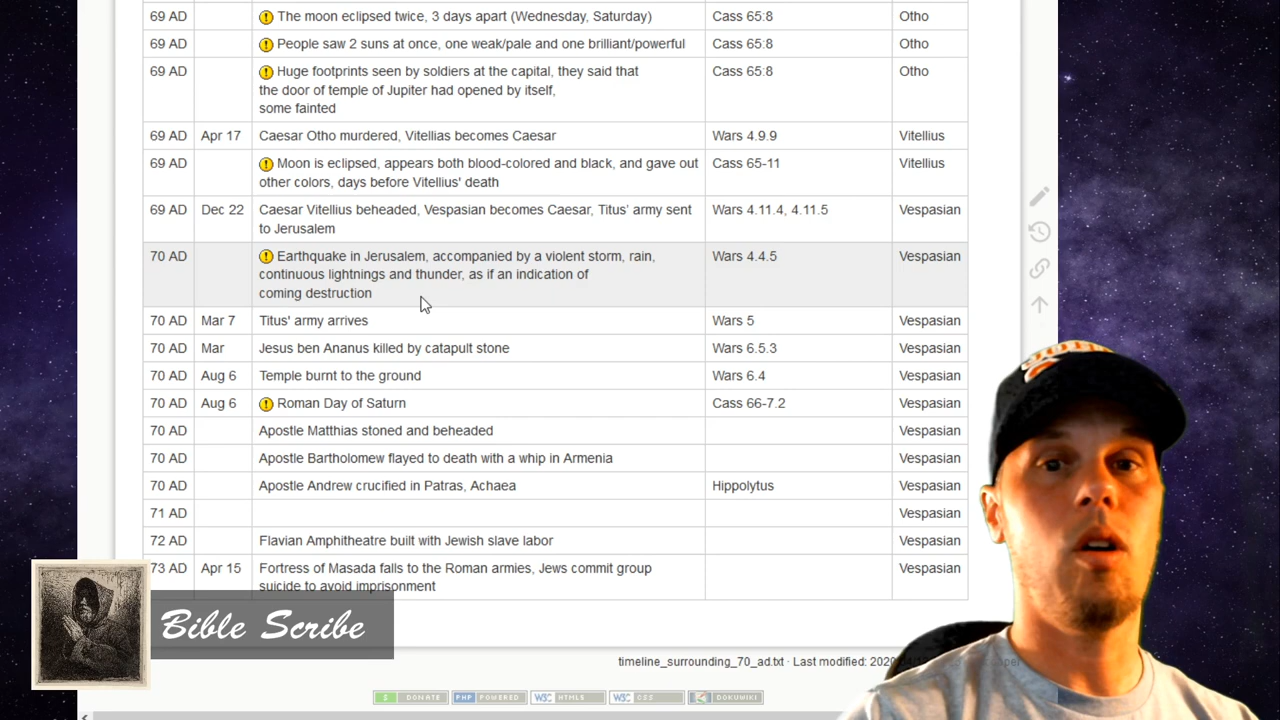 69 AD The moon eclipsed twice, 3 days apart (Wednesday, Saturday) Cass 65:8 Otho
69 AD People saw 2 suns at once, one weak/pale and one brilliant/powerful Cass 65:8 Otho
69 AD Huge footprints seen by soldiers at the capital, they said that Cass 65:8 Otho
the door of temple of Jupiter had opened by itself,
some fainted
69 AD Apr 17 Caesar Otho murdered, Vitellias becomes Caesar Wars 4.9.9 Vitellius
69 AD Moon is eclipsed, appears both blood-colored and black, and gave out Cass 65-11 Vitellius
other colors, days before Vitellius' death
69 AD Dec 22 Caesar Vitellius beheaded, Vespasian becomes Caesar, Titus' army sent Wars 4.11.4, 4.11.5 Vespasian
to Jerusalem
70 AD Earthquake in Jerusalem, accompanied by a violent storm, rain, Wars 4.4.5 Vespasian
continuous lightnings and thunder, as if an indication of
coming destruction
70 AD Mar 7 Titus' army arrives Wars 5 Vespasian
70 AD Mar Jesus ben Ananus killed by catapult stone Wars 6.5.3 Vespasian
70 AD Aug 6 Temple burnt to the ground Wars 6.4 Vespasian
70 AD Aug 6 Roman Day of Saturn Cass 66-7.2 Vespasian
70 AD Apostle Matthias stoned and beheaded Vespasian
70 AD Apostle Bartholomew flayed to death with a whip in Armenia Vespasian
70 AD Apostle Andrew crucified in Patras, Achaea Hippolytus Vespasian
71 AD Vespasian
72 AD Flavian Amphitheatre built with Jewish slave labor Vespasian
73 AD Apr 15 Fortress of Masada falls to the Roman armies, Jews commit group Vespasian
suicide to avoid imprisonment
Bible Scribe
timeline_surrounding_70_ad.txt · Last modified: 2020
$ DONATE PHP POWERED W3C HTML5 W3C CSS DOKUWIKI